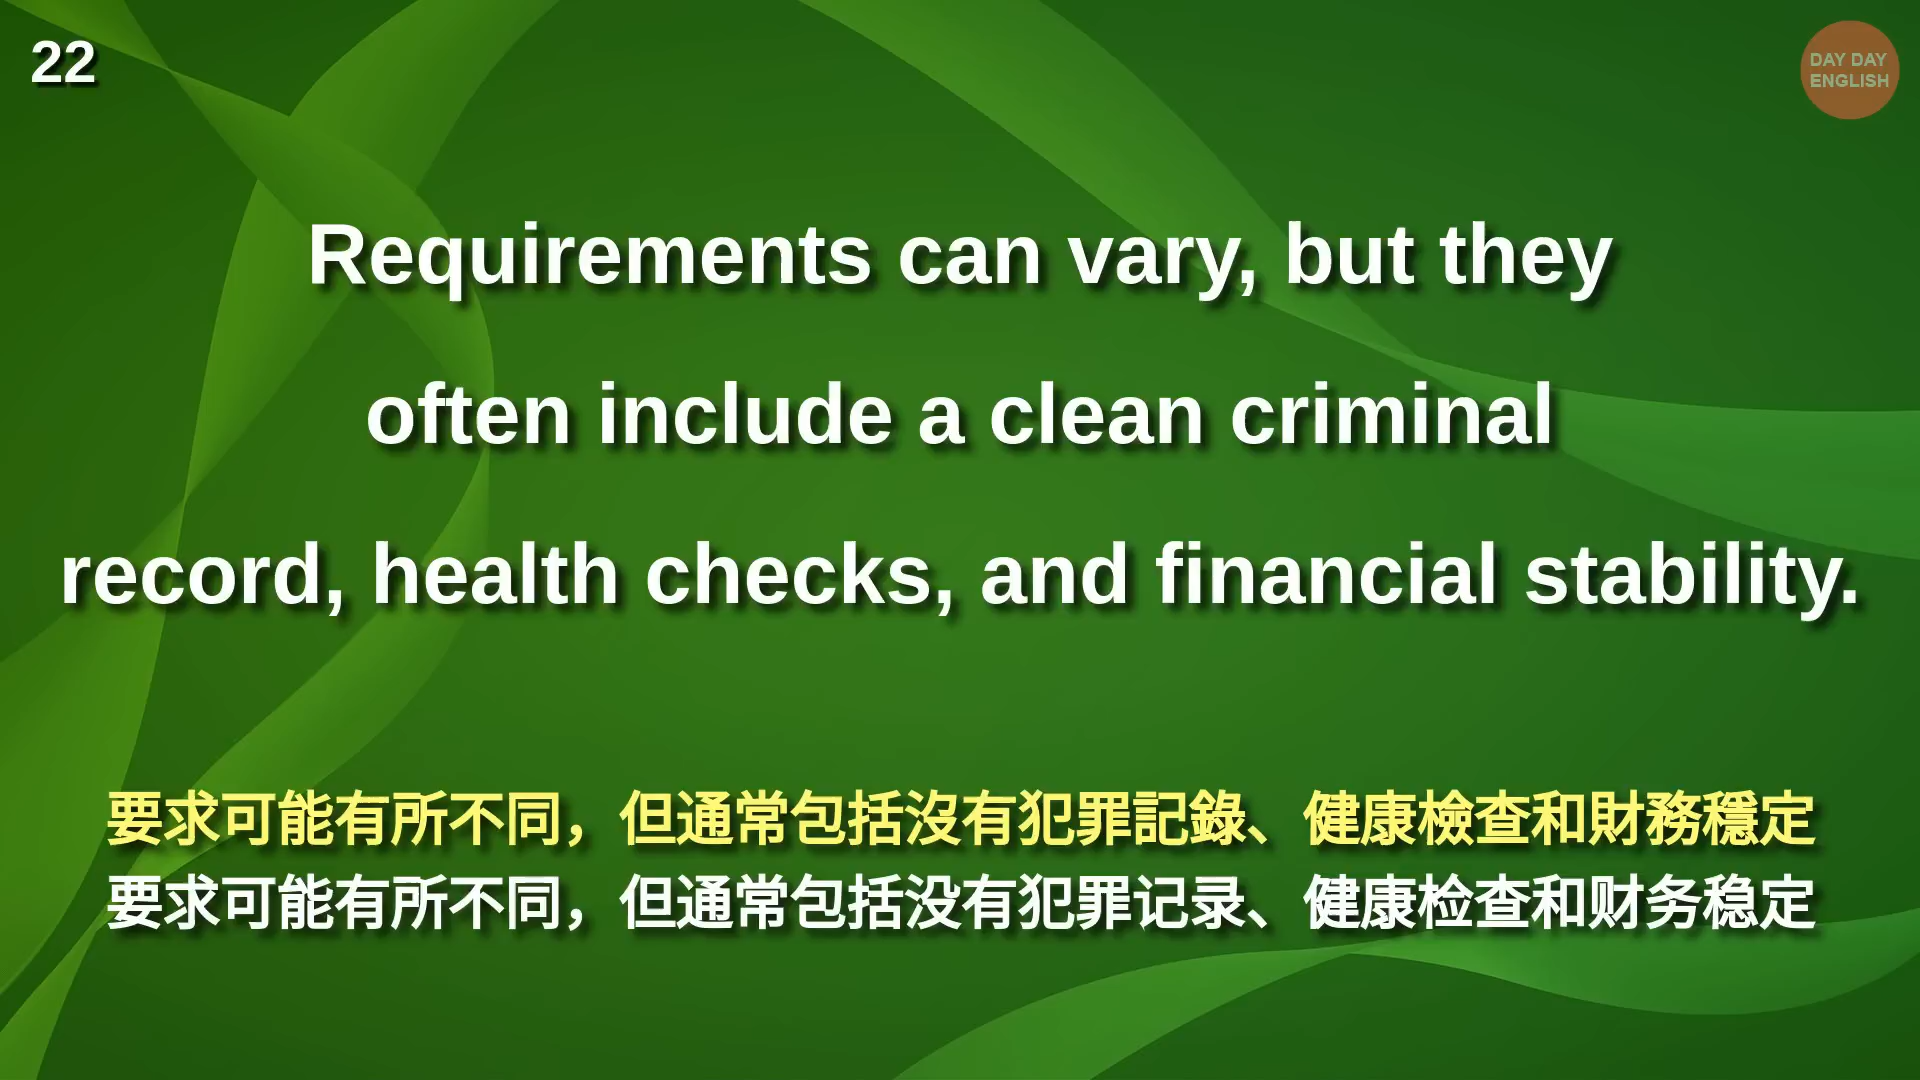 22
DAY DAY
ENGLISH
Requirements can vary, but they
often include a clean criminal
record, health checks, and financial stability.
要求可能有所不同，但通常包括沒有犯罪記錄、健康檢查和財務穩定
要求可能有所不同，但通常包括没有犯罪记录、健康检查和财务稳定